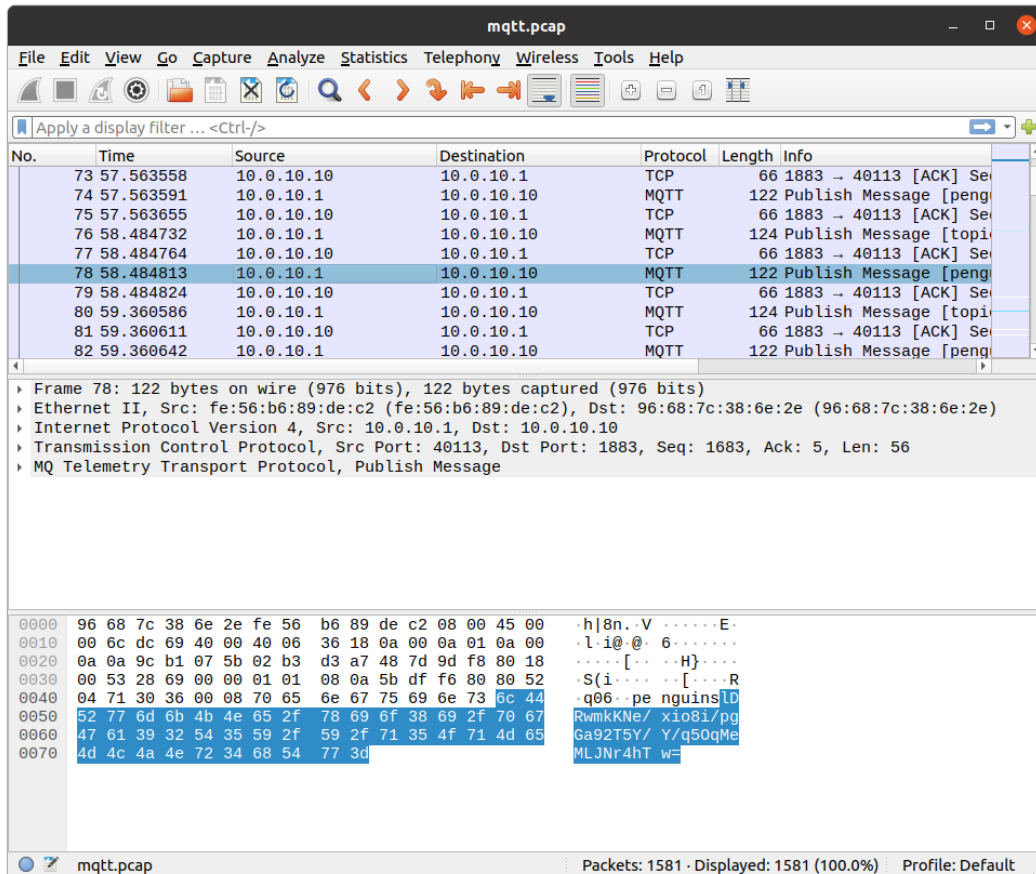 mqtt.pcap
File Edit View Go Capture Analyze Statistics Telephony Wireless Tools Help
Apply a display filter … <Ctrl-/>
No. Time Source Destination Protocol Length Info
73 57.563558 10.0.10.10 10.0.10.1 TCP 66 1883 → 40113 [ACK] Se
74 57.563591 10.0.10.1 10.0.10.10 MQTT 122 Publish Message [peng
75 57.563655 10.0.10.10 10.0.10.1 TCP 66 1883 → 40113 [ACK] Se
76 58.484732 10.0.10.1 10.0.10.10 MQTT 124 Publish Message [topi
77 58.484764 10.0.10.10 10.0.10.1 TCP 66 1883 → 40113 [ACK] Se
78 58.484813 10.0.10.1 10.0.10.10 MQTT 122 Publish Message [peng
79 58.484824 10.0.10.10 10.0.10.1 TCP 66 1883 → 40113 [ACK] Se
80 59.360586 10.0.10.1 10.0.10.10 MQTT 124 Publish Message [topi
81 59.360611 10.0.10.10 10.0.10.1 TCP 66 1883 → 40113 [ACK] Se
82 59.360642 10.0.10.1 10.0.10.10 MQTT 122 Publish Message [peng
Frame 78: 122 bytes on wire (976 bits), 122 bytes captured (976 bits)
Ethernet II, Src: fe:56:b6:89:de:c2 (fe:56:b6:89:de:c2), Dst: 96:68:7c:38:6e:2e (96:68:7c:38:6e:2e)
Internet Protocol Version 4, Src: 10.0.10.1, Dst: 10.0.10.10
Transmission Control Protocol, Src Port: 40113, Dst Port: 1883, Seq: 1683, Ack: 5, Len: 56
MQ Telemetry Transport Protocol, Publish Message
0000 96 68 7c 38 6e 2e fe 56 b6 89 de c2 08 00 45 00 ·h|8n.·V ······E·
0010 00 6c dc 69 40 00 40 06 36 18 0a 00 0a 01 0a 00 ·l·i@·@· 6·······
0020 0a 0a 9c b1 07 5b 02 b3 d3 a7 48 7d 9d f8 80 18 ·····[·· ··H}····
0030 00 53 28 69 00 00 01 01 08 0a 5b df f6 80 80 52 ·S(i···· ··[····R
0040 04 71 30 36 00 08 70 65 6e 67 75 69 6e 73 6c 44 ·q06··pe nguinslD
0050 52 77 6d 6b 4b 4e 65 2f 78 69 6f 38 69 2f 70 67 RwmkKNe/ xio8i/pg
0060 47 61 39 32 54 35 59 2f 59 2f 71 35 4f 71 4d 65 Ga92T5Y/ Y/q5OqMe
0070 4d 4c 4a 4e 72 34 68 54 77 3d MLJNr4hT w=
mqtt.pcap Packets: 1581 · Displayed: 1581 (100.0%) Profile: Default